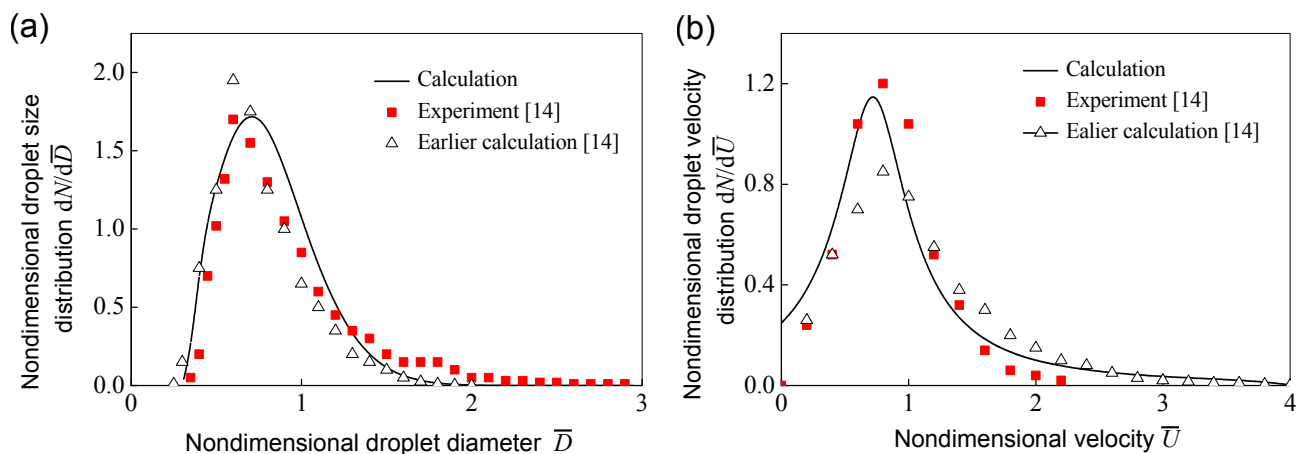 (a)
Nondimensional droplet size
distribution dN/dD̅
2.0
1.5
1.0
0.5
0.0
Calculation
Experiment [14]
Earlier calculation [14]
0
1
2
3
Nondimensional droplet diameter D̅
(b)
Nondimensional droplet velocity
distribution dN/dU̅
1.2
0.8
0.4
0.0
Calculation
Experiment [14]
Ealier calculation [14]
0
1
2
3
4
Nondimensional velocity U̅